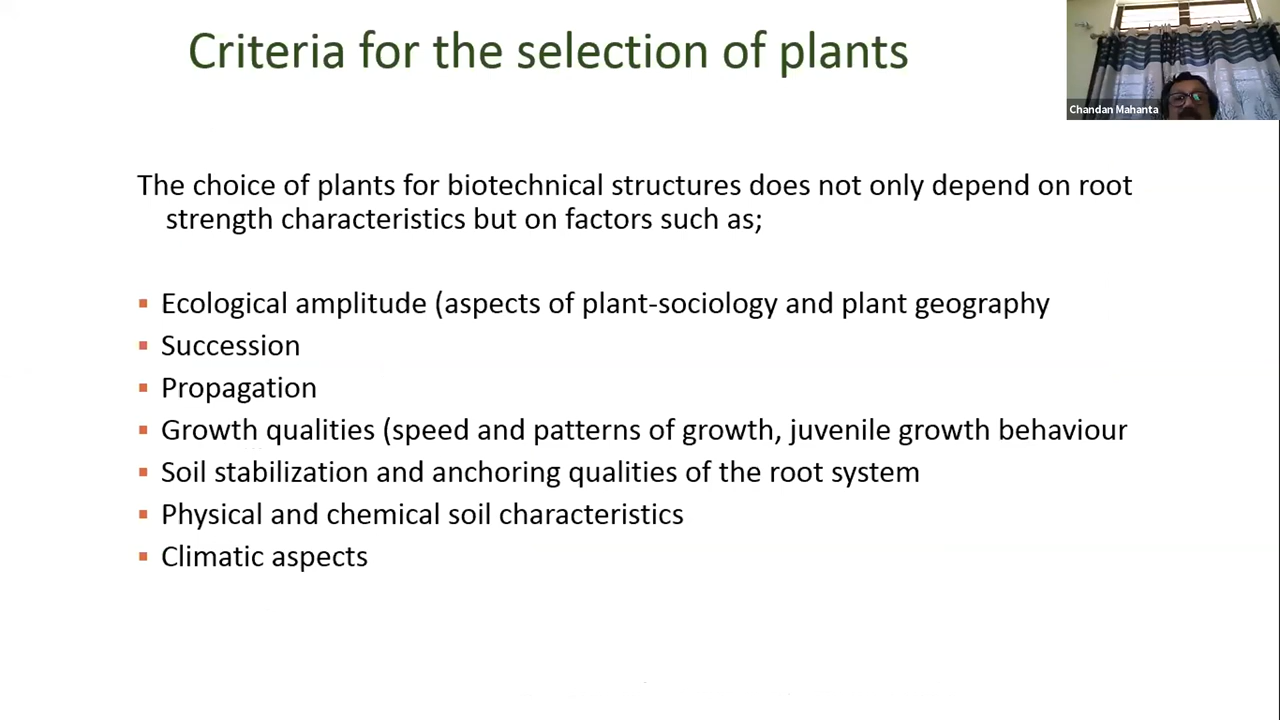 Criteria for the selection of plants
Chandan Mahanta
The choice of plants for biotechnical structures does not only depend on root
strength characteristics but on factors such as;
▪ Ecological amplitude (aspects of plant-sociology and plant geography
▪ Succession
▪ Propagation
▪ Growth qualities (speed and patterns of growth, juvenile growth behaviour
▪ Soil stabilization and anchoring qualities of the root system
▪ Physical and chemical soil characteristics
▪ Climatic aspects